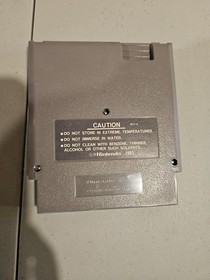 CAUTION
●DO NOT STORE IN EXTREME TEMPERATURES.
●DO NOT IMMERSE IN WATER.
●DO NOT CLEAN WITH BENZENE, THINNER,
ALCOHOL OR OTHER SUCH SOLVENTS.
©Nintendo 1985